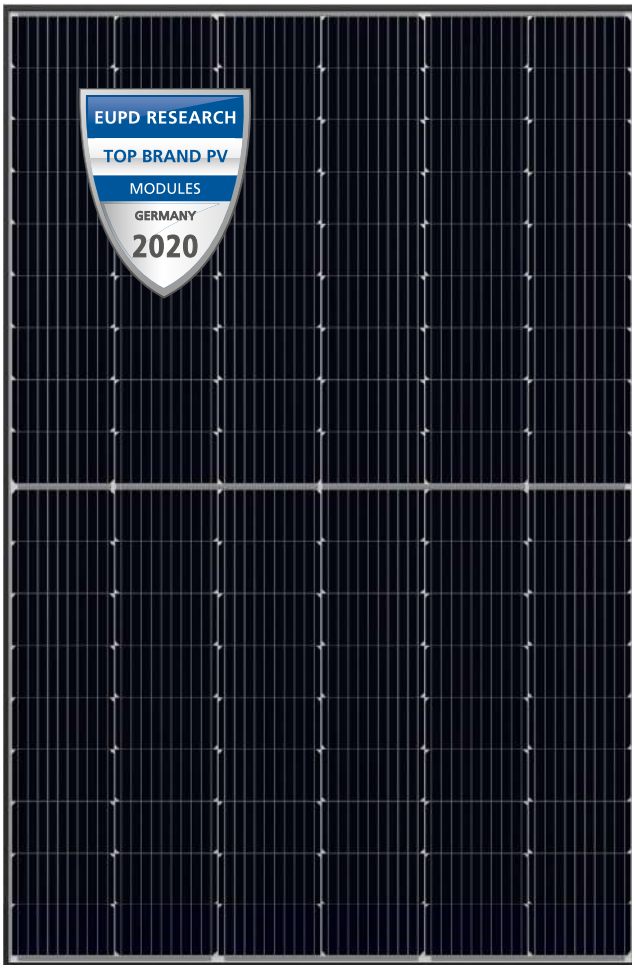 EUPD RESEARCH
TOP BRAND PV
MODULES
GERMANY
2020